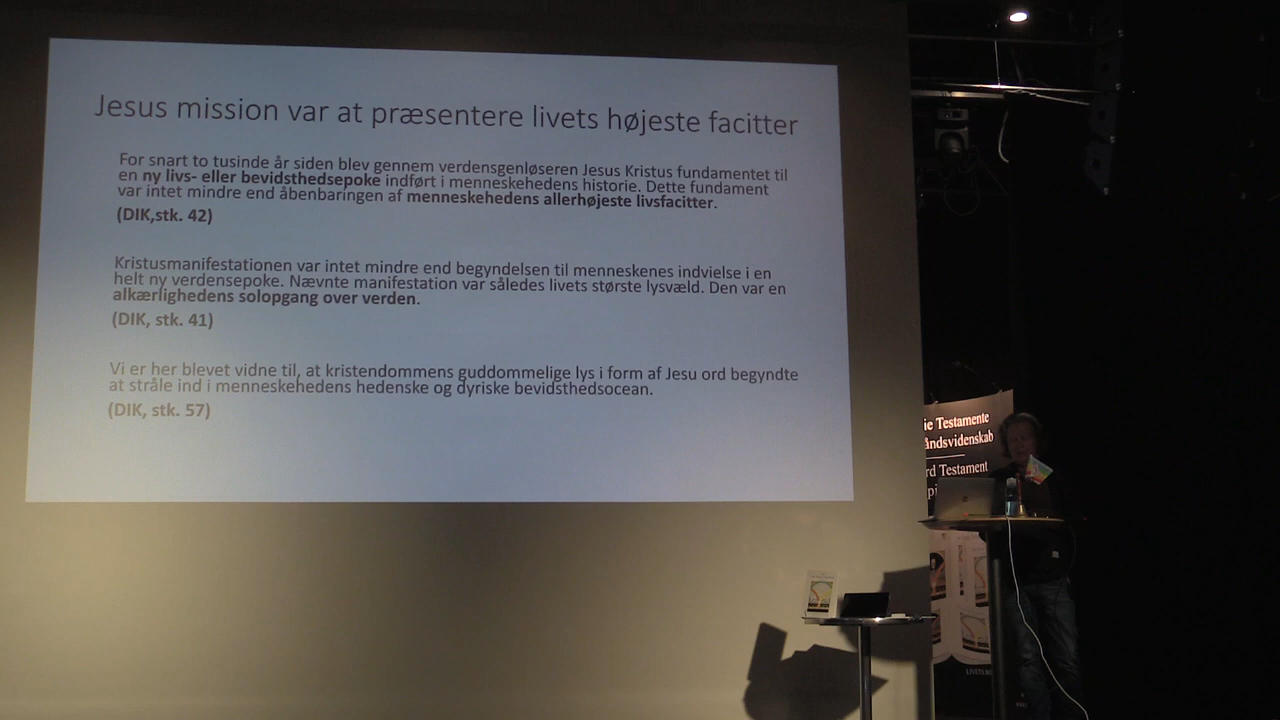 Jesus mission var at præsentere livets højeste facitter
For snart to tusinde år siden blev gennem verdensgenløseren Jesus Kristus fundamentet til
en ny livs- eller bevidsthedsepoke indført i menneskehedens historie. Dette fundament
var intet mindre end åbenbaringen af menneskehedens allerhøjeste livsfacitter.
(DIK,stk. 42)
Kristusmanifestationen var intet mindre end begyndelsen til menneskenes indvielse i en
helt ny verdensepoke. Nævnte manifestation var således livets største lysvæld. Den var en
alkærlighedens solopgang over verden.
(DIK, stk. 41)
Vi er her blevet vidne til, at kristendommens guddommelige lys i form af Jesu ord begyndte
at stråle ind i menneskehedens hedenske og dyriske bevidsthedsocean.
(DIK, stk. 57)
ie Testamente
åndsvidenskab
rd Testament